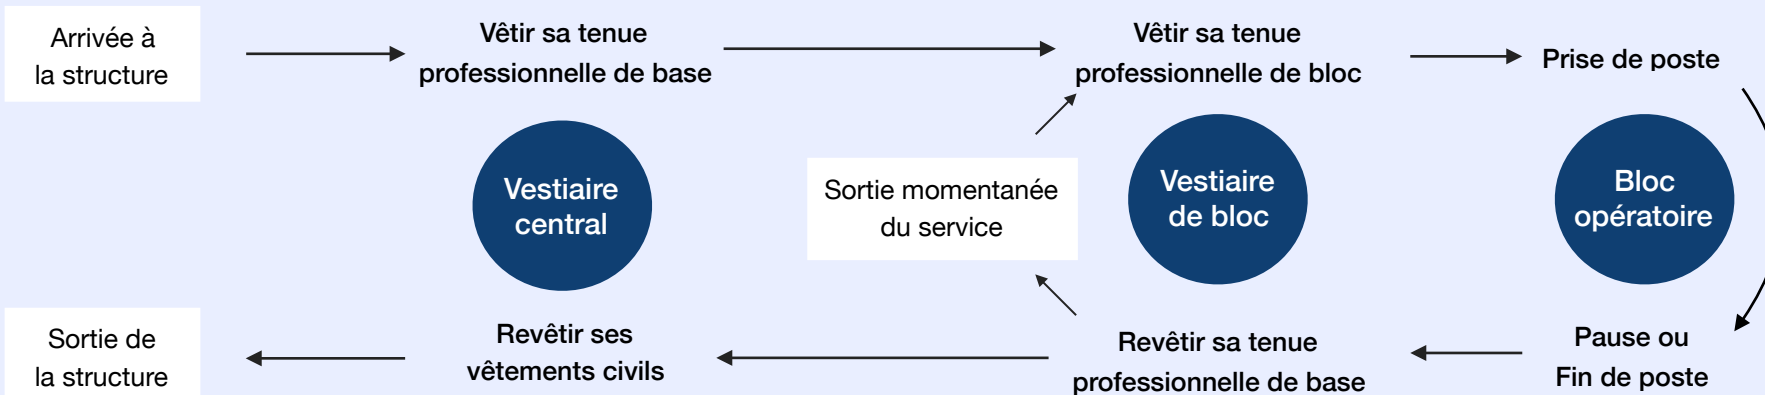 Arrivée à
la structure
Vêtir sa tenue
professionnelle de base
Vêtir sa tenue
professionnelle de bloc
Prise de poste
Vestiaire
central
Sortie momentanée
du service
Vestiaire
de bloc
Bloc
opératoire
Sortie de
la structure
Revêtir ses
vêtements civils
Revêtir sa tenue
professionnelle de base
Pause ou
Fin de poste